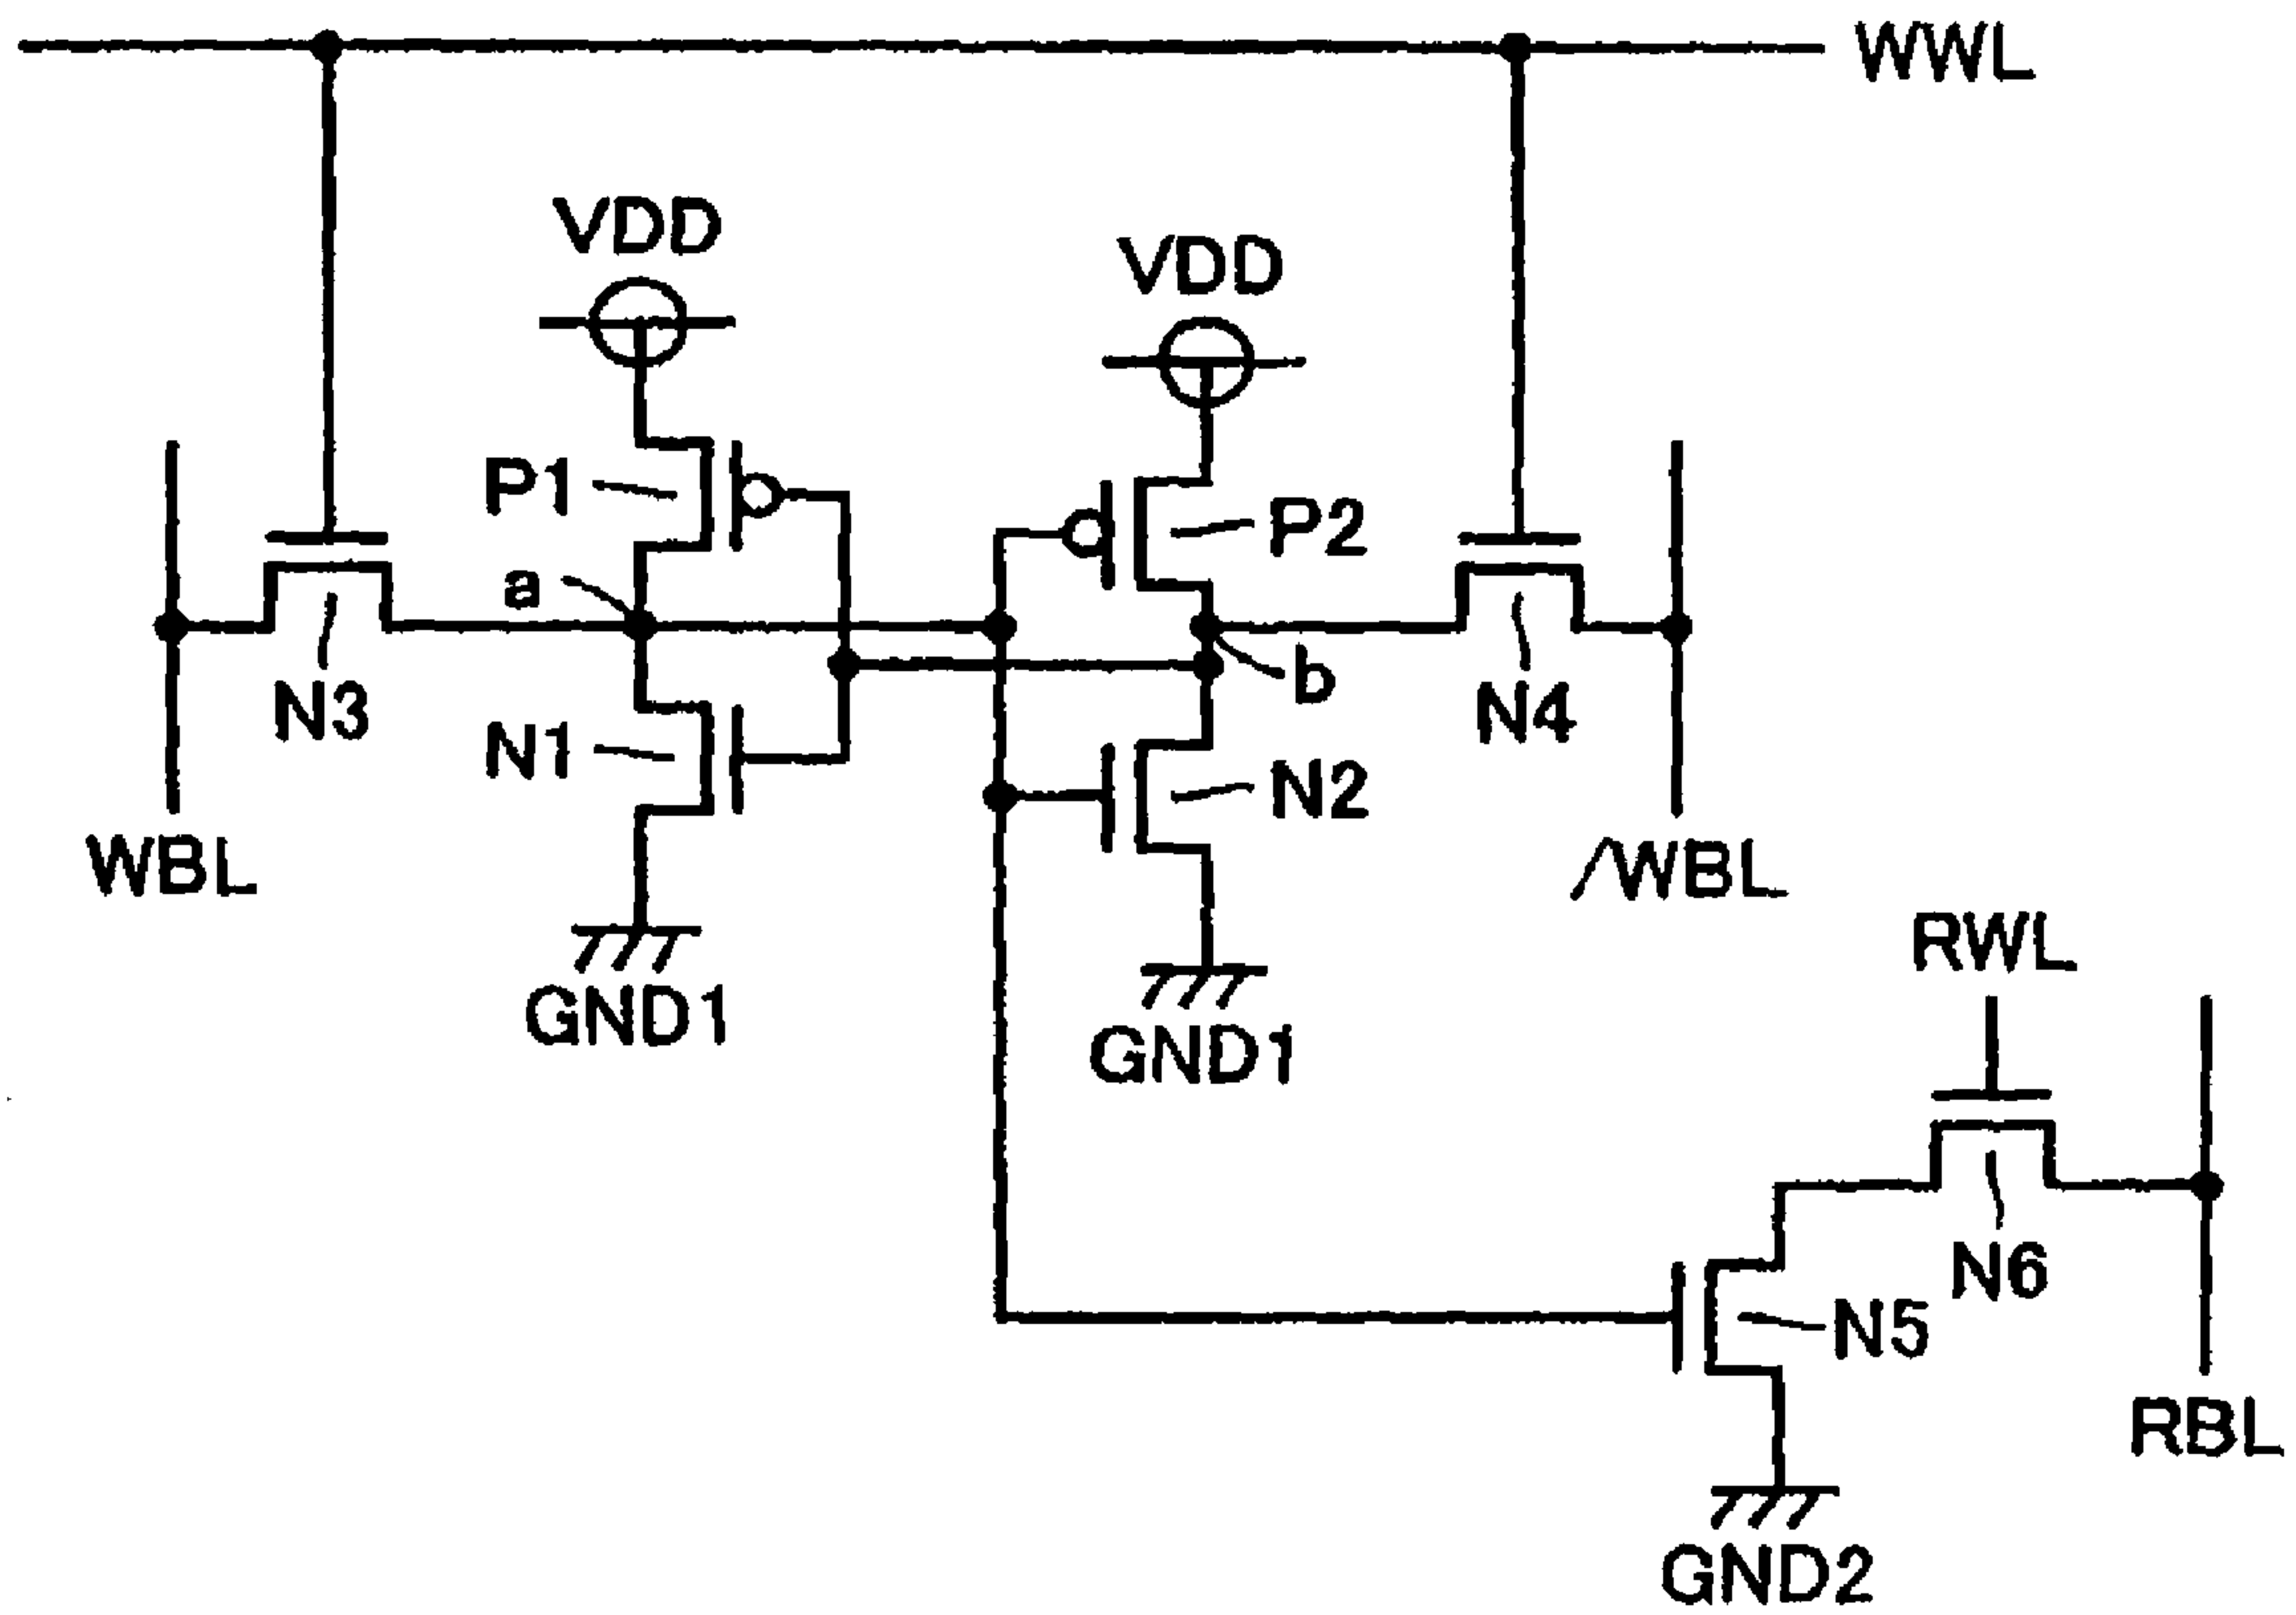 WWL
VDD
VDD
P1
P2
a
b
N3
N4
N1
N2
WBL
/WBL
RWL
GND1
GND1
N6
N5
RBL
GND2